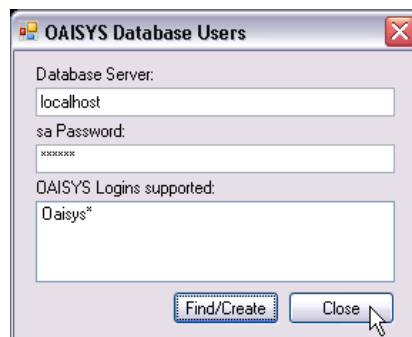 OAISYS Database Users
Database Server:
localhost
sa Password:
******
OAISYS Logins supported:
Oaisys*
Find/Create Close